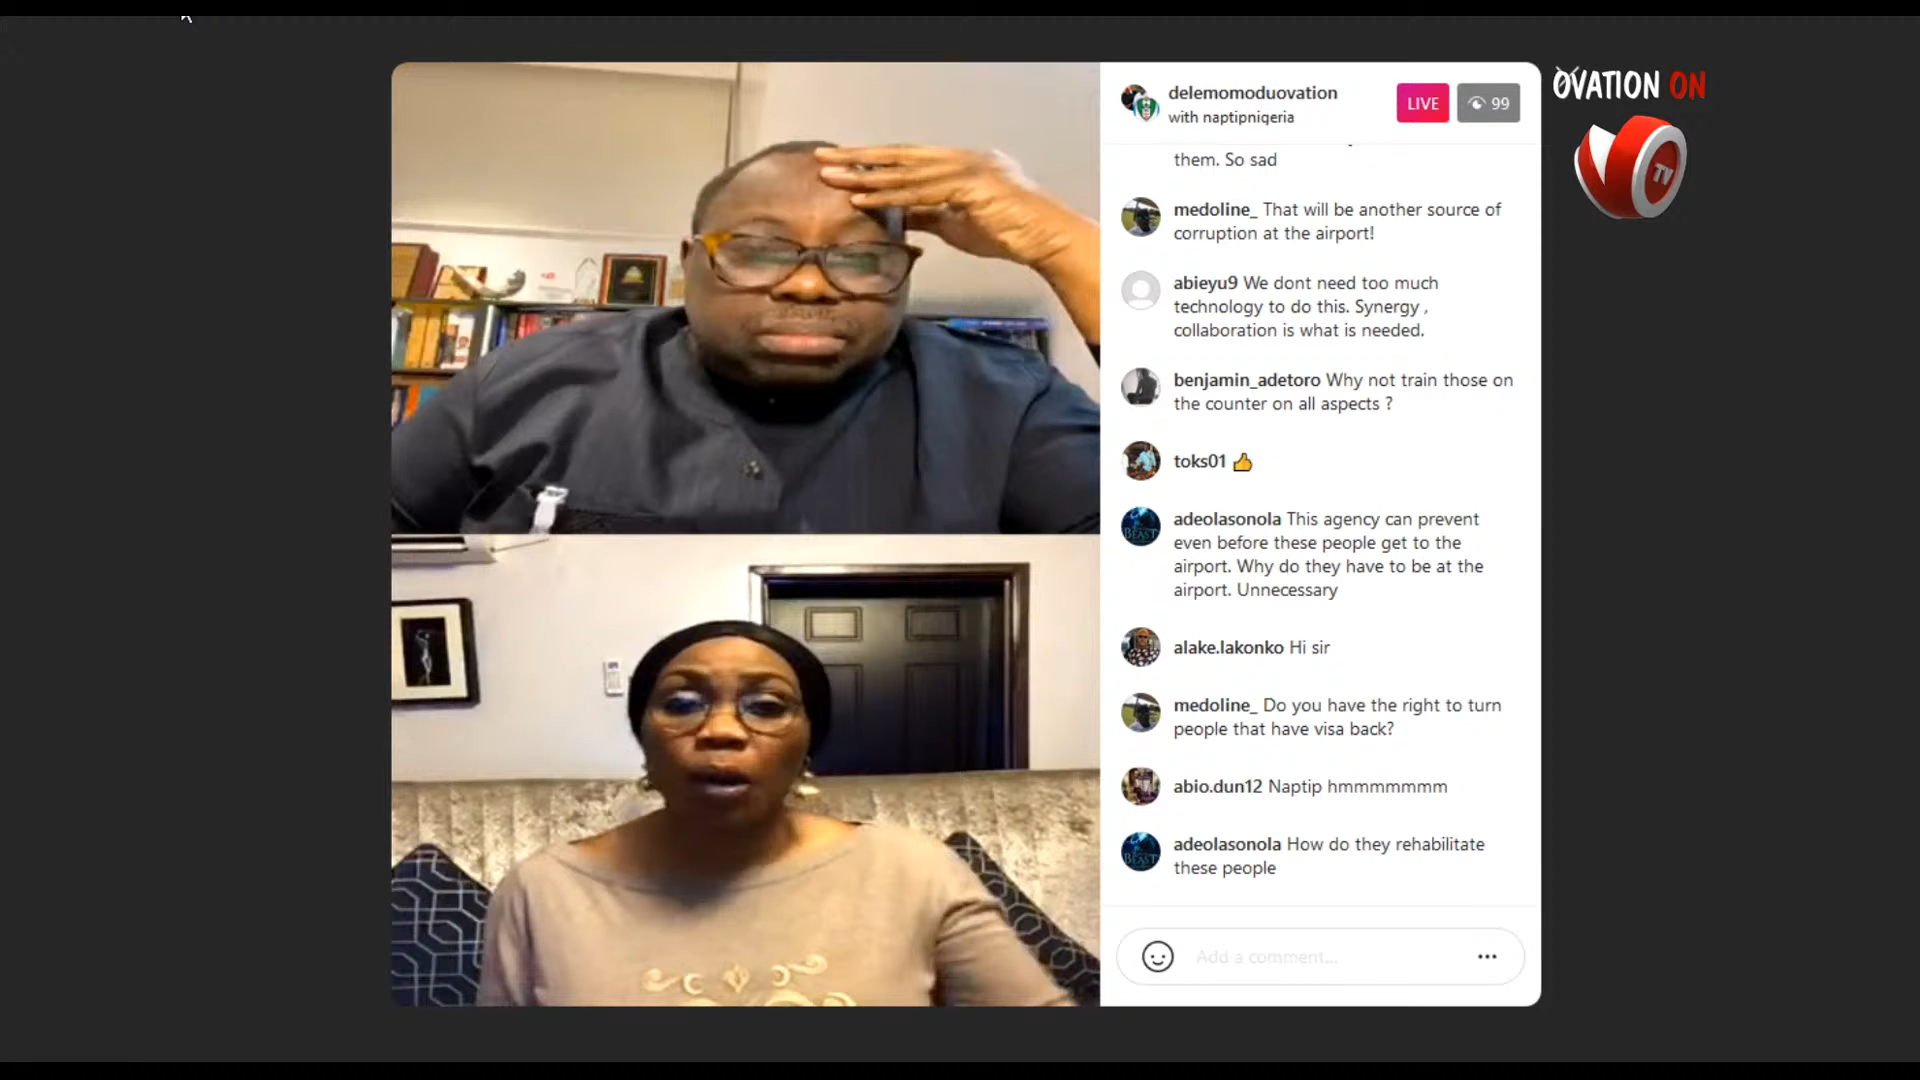 OVATION ON
TV
delemomoduovation
with naptipnigeria
LIVE
99
them. So sad
medoline_ That will be another source of
corruption at the airport!
abieyu9 We dont need too much
technology to do this. Synergy ,
collaboration is what is needed.
benjamin_adetoro Why not train those on
the counter on all aspects ?
toks01 👍
adeolasonola This agency can prevent
even before these people get to the
airport. Why do they have to be at the
airport. Unnecessary
alake.lakonko Hi sir
medoline_ Do you have the right to turn
people that have visa back?
abio.dun12 Naptip hmmmmmmm
BEAST
adeolasonola How do they rehabilitate
these people
Add a comment...